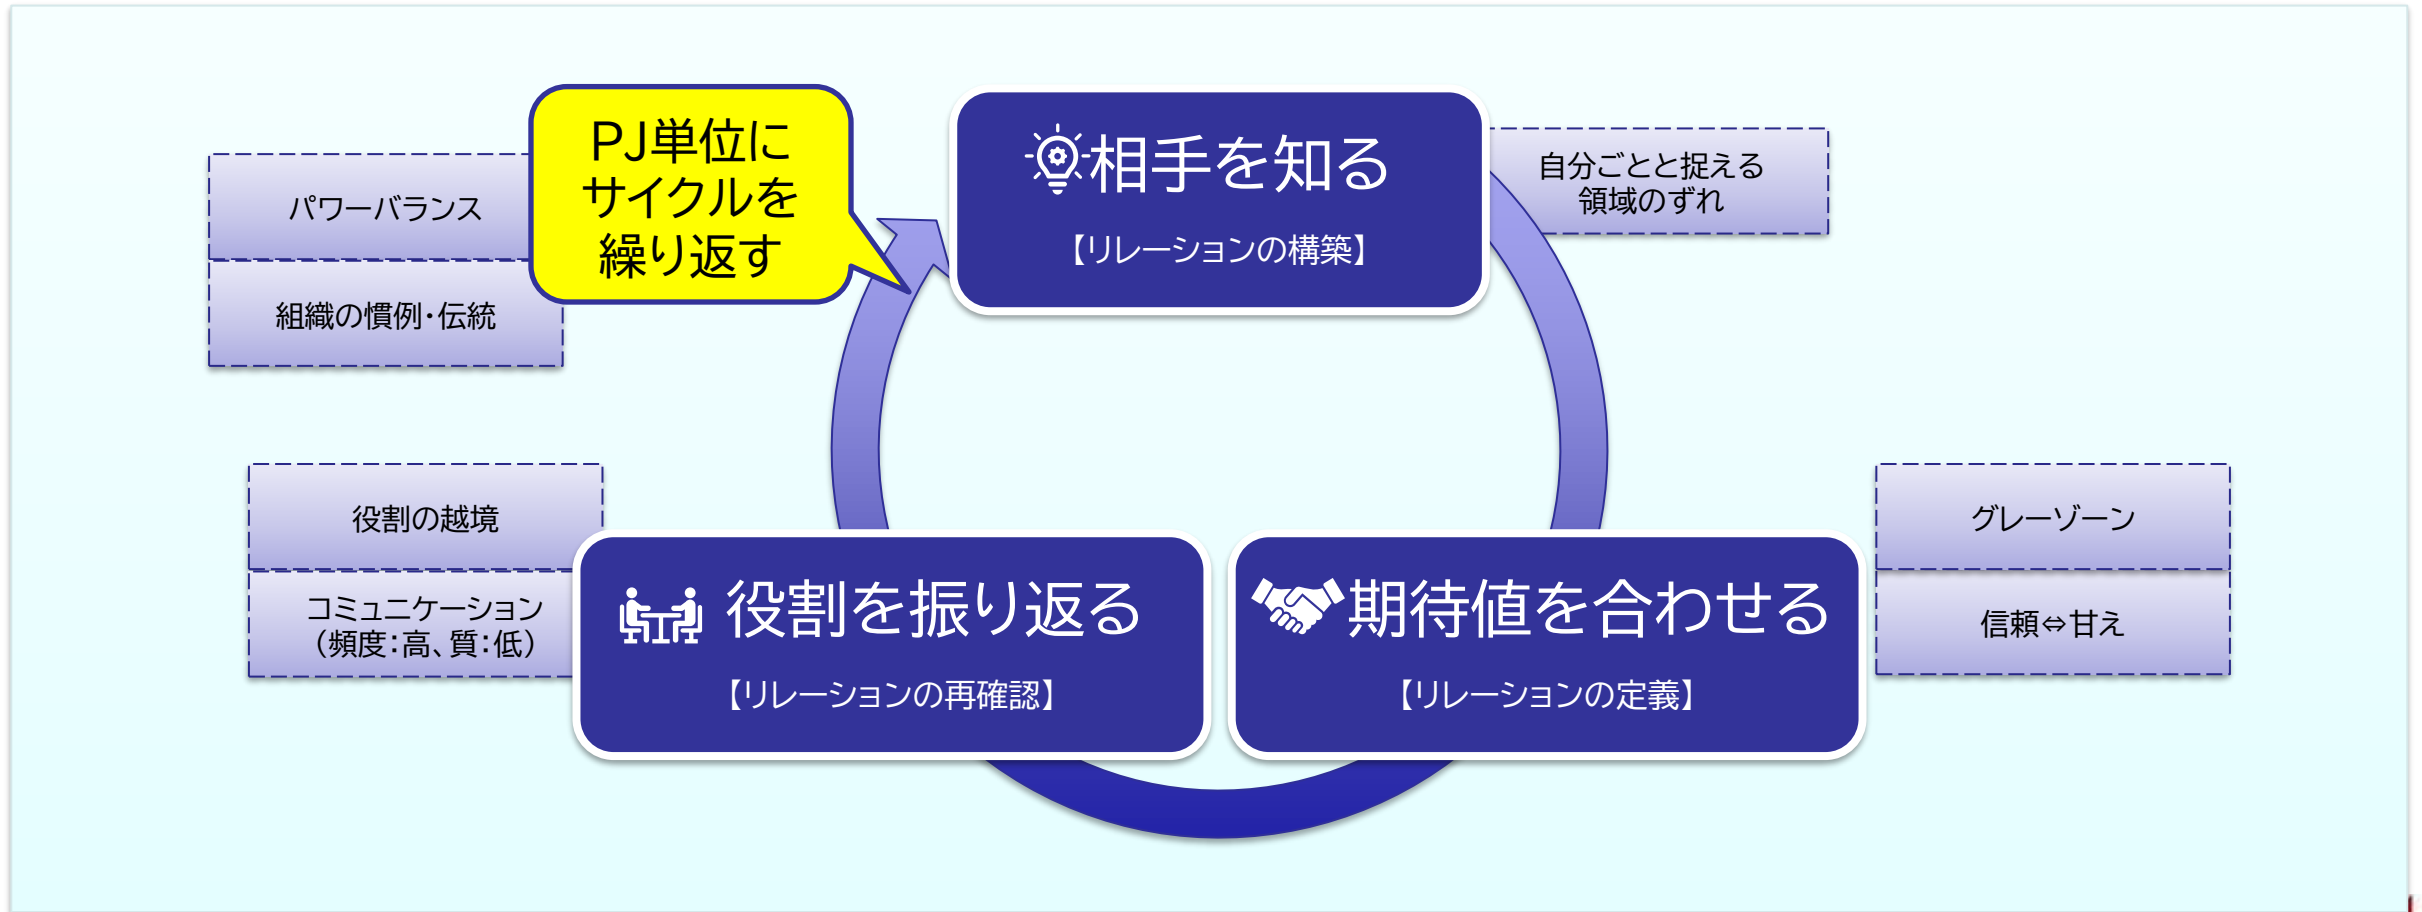 PJ単位に
サイクルを
繰り返す
相手を知る
【リレーションの構築】
自分ごとと捉える
領域のずれ
パワーバランス
組織の慣例・伝統
役割の越境
コミュニケーション
（頻度：高、質：低）
役割を振り返る
【リレーションの再確認】
期待値を合わせる
【リレーションの定義】
グレーゾーン
信頼⇔甘え